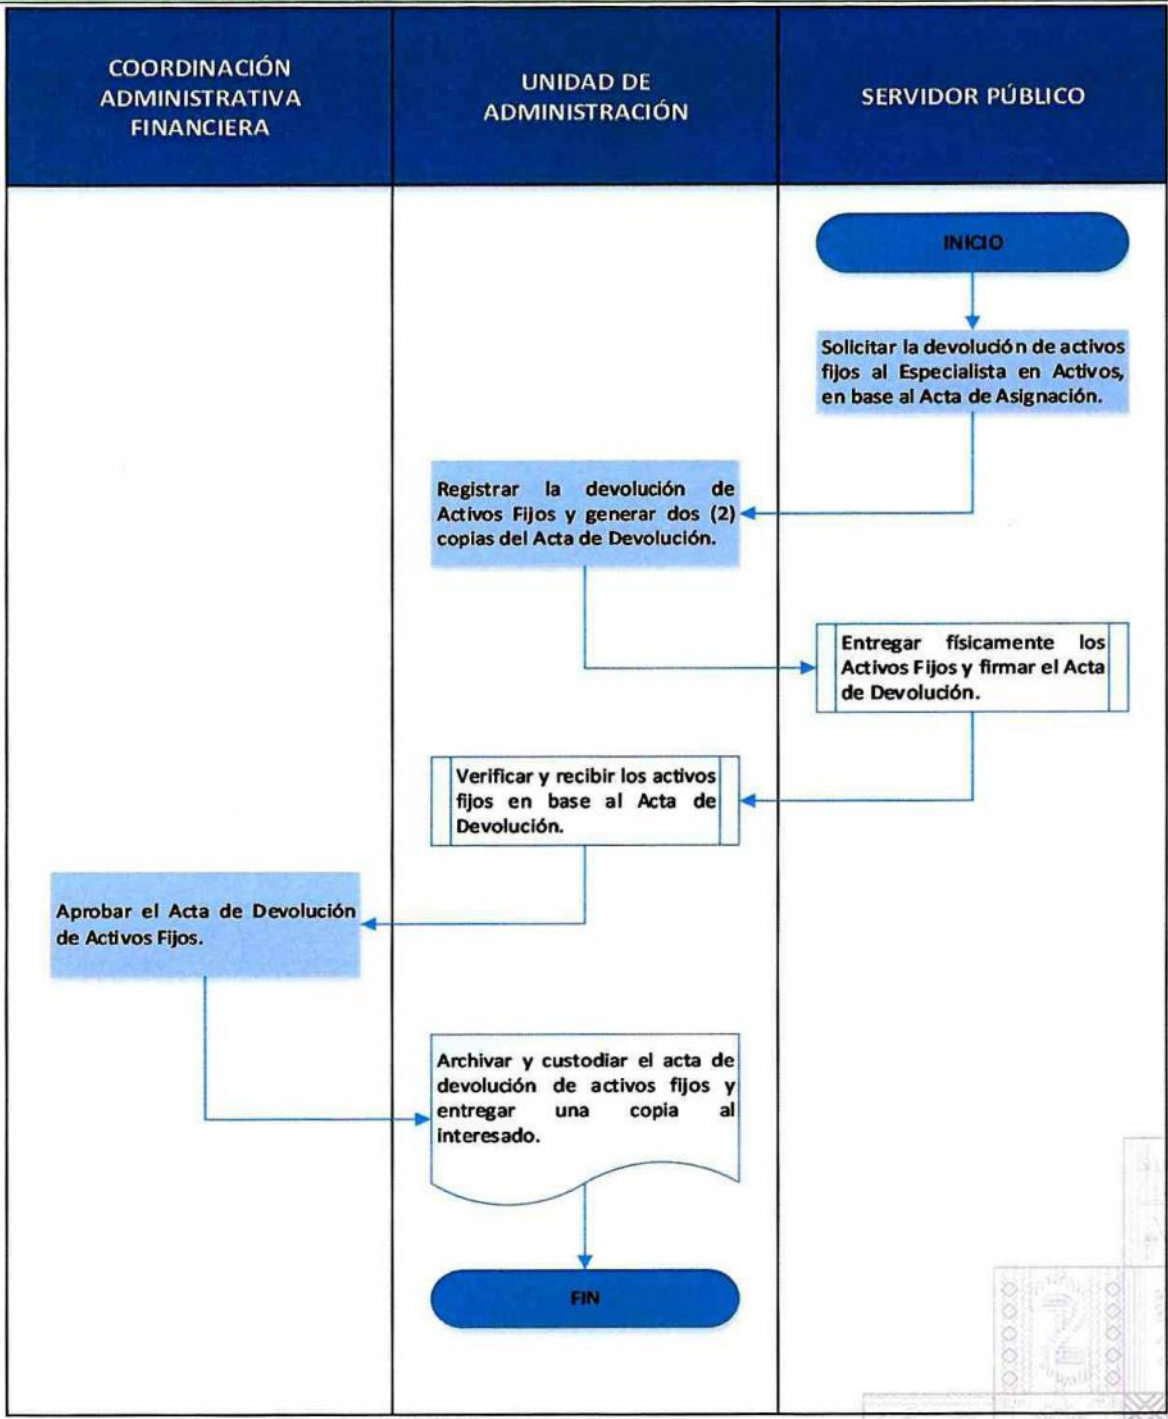 COORDINACIÓN
ADMINISTRATIVA
FINANCIERA
UNIDAD DE
ADMINISTRACIÓN
SERVIDOR PÚBLICO
INICIO
Solicitar la devolución de activos
fijos al Especialista en Activos,
en base al Acta de Asignación.
Registrar la devolución de
Activos Fijos y generar dos (2)
copias del Acta de Devolución.
Entregar físicamente los
Activos Fijos y firmar el Acta
de Devolución.
Verificar y recibir los activos
fijos en base al Acta de
Devolución.
Aprobar el Acta de Devolución
de Activos Fijos.
Archivar y custodiar el acta de
devolución de activos fijos y
entregar una copia al
interesado.
FIN